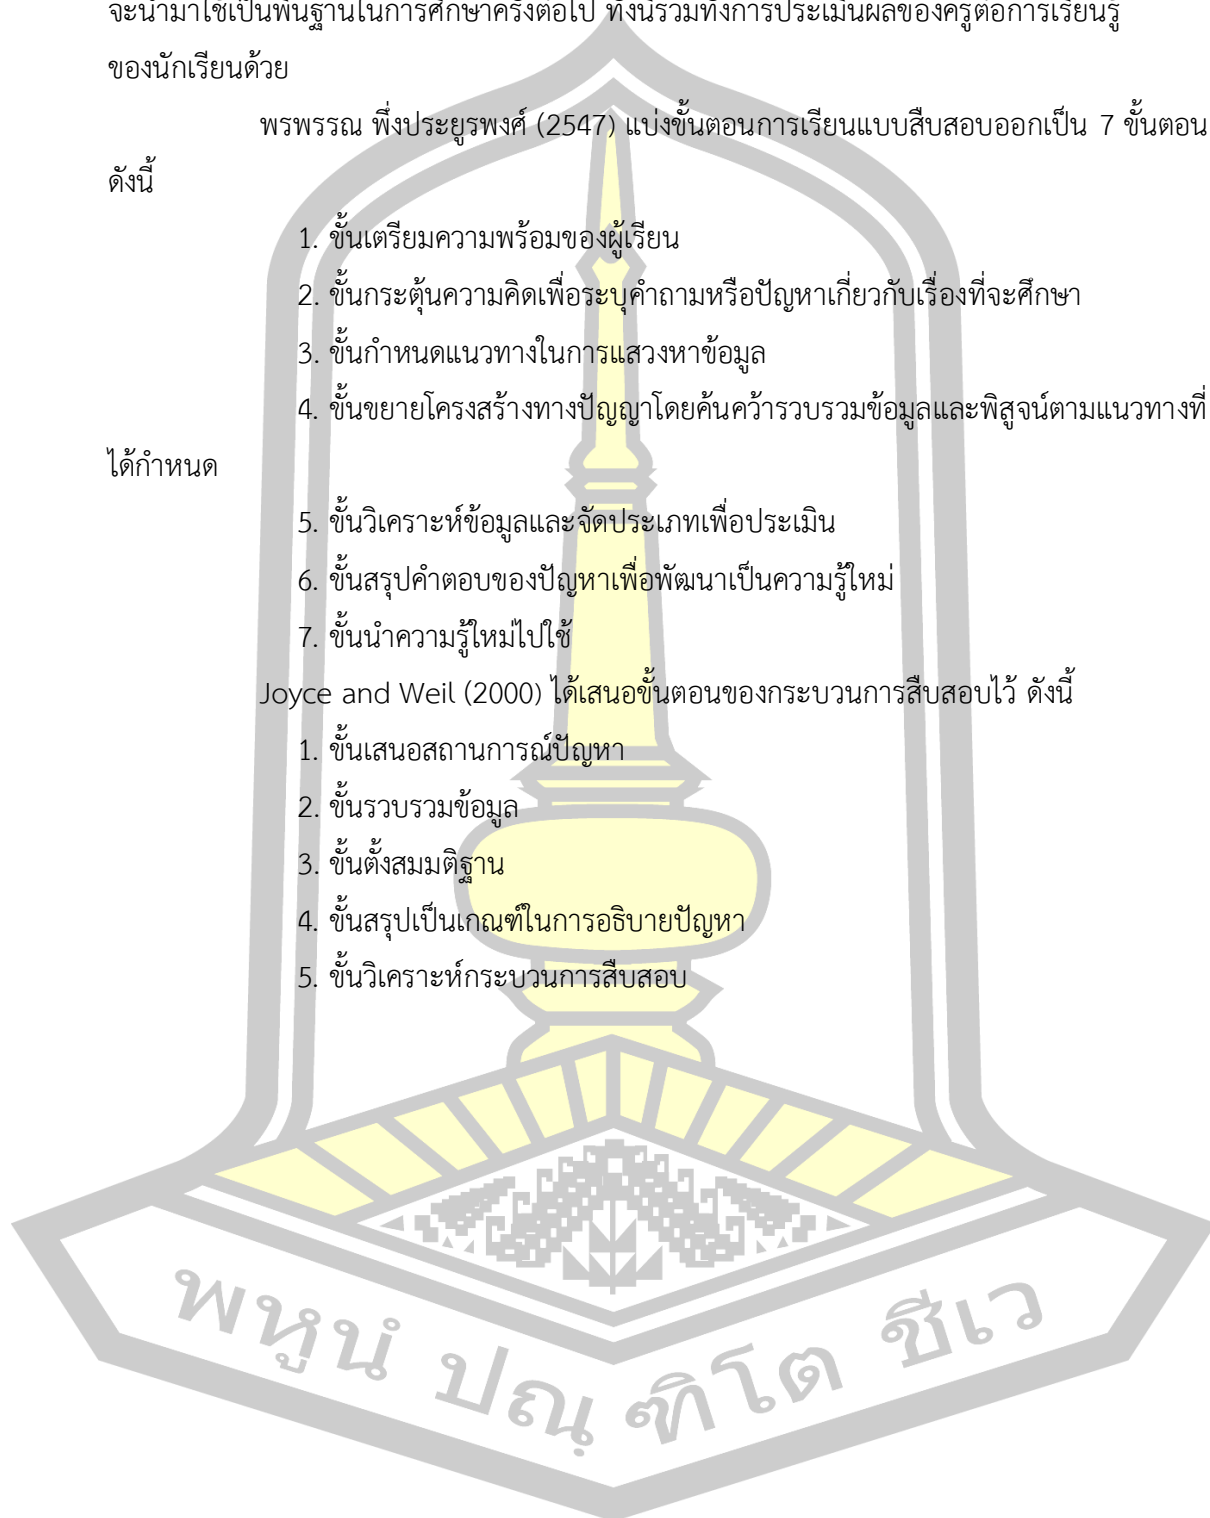 จะนำมาใช้เป็นพื้นฐานในการศึกษาครั้งต่อไป ทั้งนี้รวมทั้งการประเมินผลของครูต่อการเรียนรู้
ของนักเรียนด้วย
พรพรรณ พึ่งประยูรพงศ์ (2547) แบ่งขั้นตอนการเรียนแบบสืบสอบออกเป็น 7 ขั้นตอน
ดังนี้
1. ขั้นเตรียมความพร้อมของผู้เรียน
2. ขั้นกระตุ้นความคิดเพื่อระบุคำถามหรือปัญหาเกี่ยวกับเรื่องที่จะศึกษา
3. ขั้นกำหนดแนวทางในการแสวงหาข้อมูล
4. ขั้นขยายโครงสร้างทางปัญญาโดยค้นคว้ารวบรวมข้อมูลและพิสูจน์ตามแนวทางที่
ได้กำหนด
5. ขั้นวิเคราะห์ข้อมูลและจัดประเภทเพื่อประเมิน
6. ขั้นสรุปคำตอบของปัญหาเพื่อพัฒนาเป็นความรู้ใหม่
7. ขั้นนำความรู้ใหม่ไปใช้
Joyce and Weil (2000) ได้เสนอขั้นตอนของกระบวนการสืบสอบไว้ ดังนี้
1. ขั้นเสนอสถานการณ์ปัญหา
2. ขั้นรวบรวมข้อมูล
3. ขั้นตั้งสมมติฐาน
4. ขั้นสรุปเป็นเกณฑ์ในการอธิบายปัญหา
5. ขั้นวิเคราะห์กระบวนการสืบสอบ
พหูนํ ปณฺฑิโต ชีเว